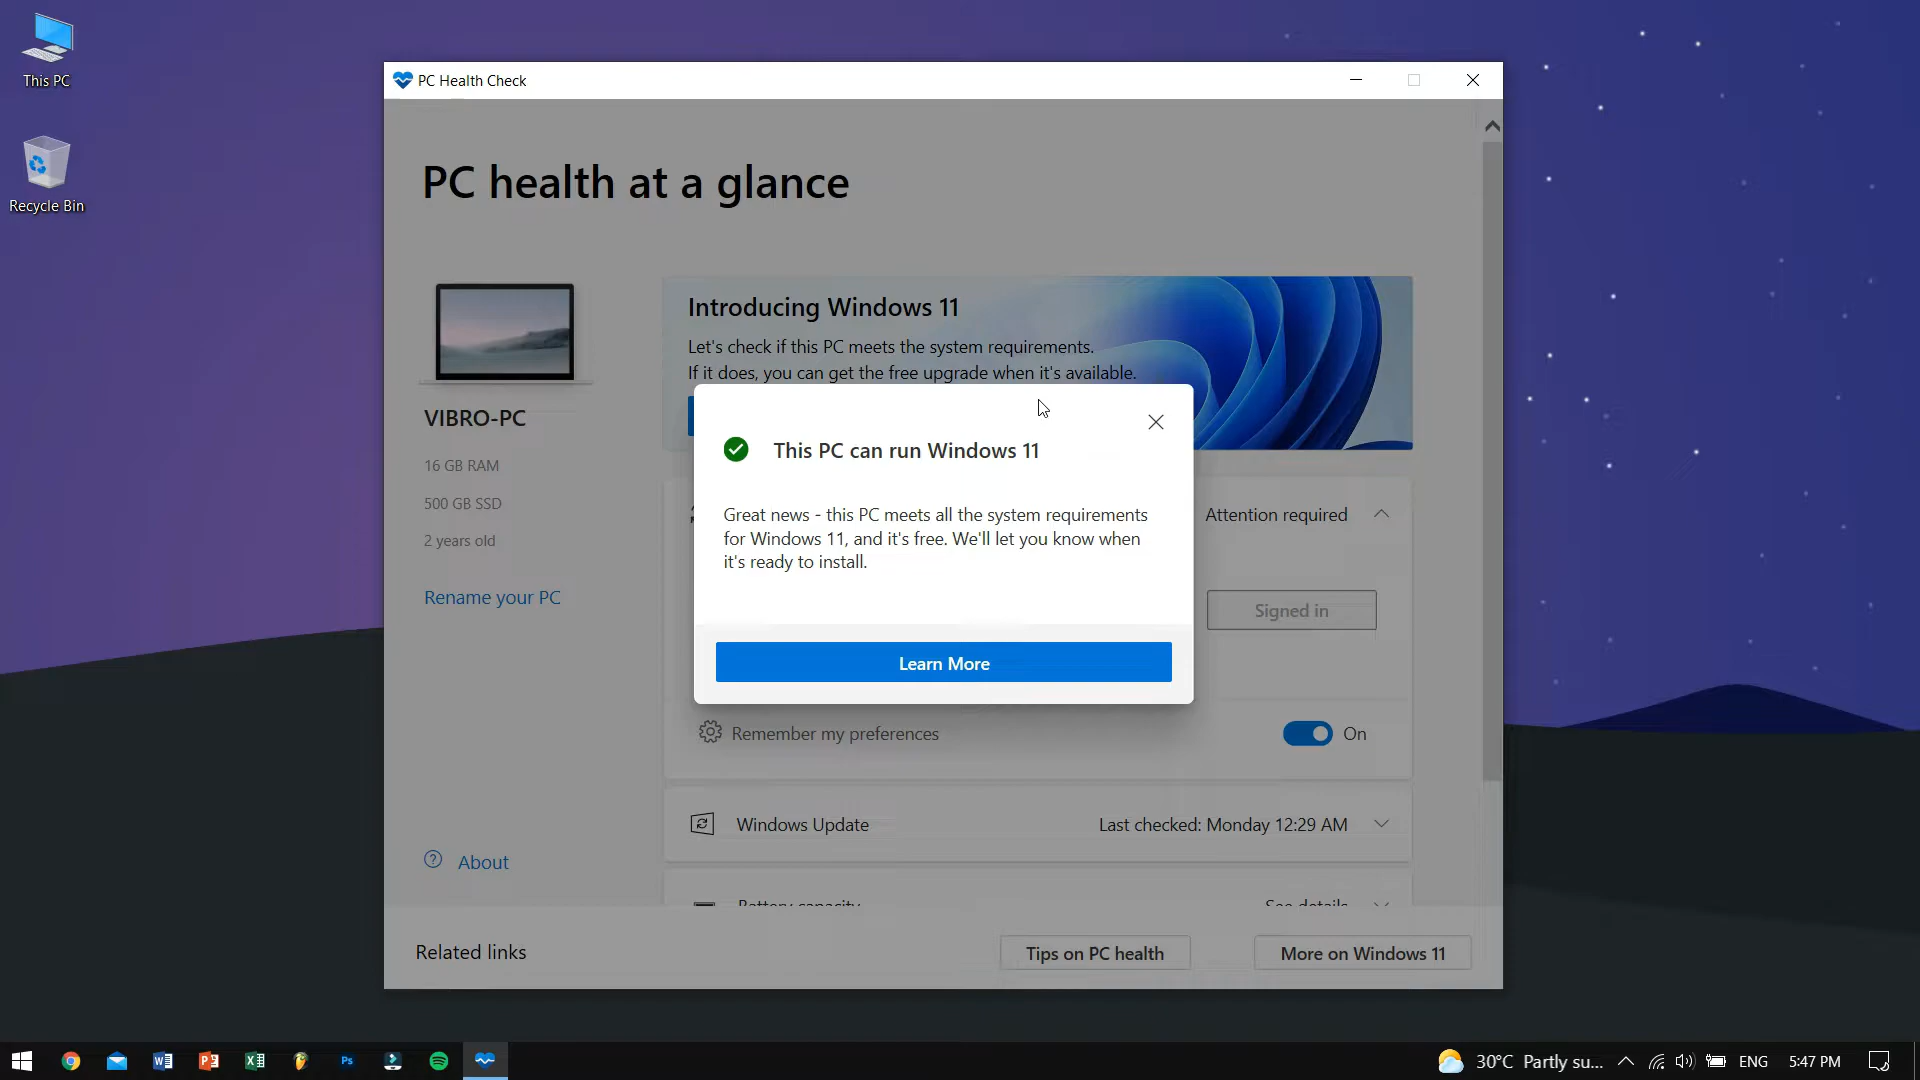 This PC
Recycle Bin
PC Health Check
PC health at a glance
VIBRO-PC
16 GB RAM
500 GB SSD
2 years old
Rename your PC
About
Introducing Windows 11
Let's check if this PC meets the system requirements.
If it does, you can get the free upgrade when it's available.
This PC can run Windows 11
Great news - this PC meets all the system requirements
for Windows 11, and it's free. We'll let you know when
it's ready to install.
Learn More
Attention required
Signed in
Remember my preferences
On
Windows Update
Last checked: Monday 12:29 AM
Battery capacity
See details
Related links
Tips on PC health
More on Windows 11
Ps
30°C Partly su...
ENG
5:47 PM